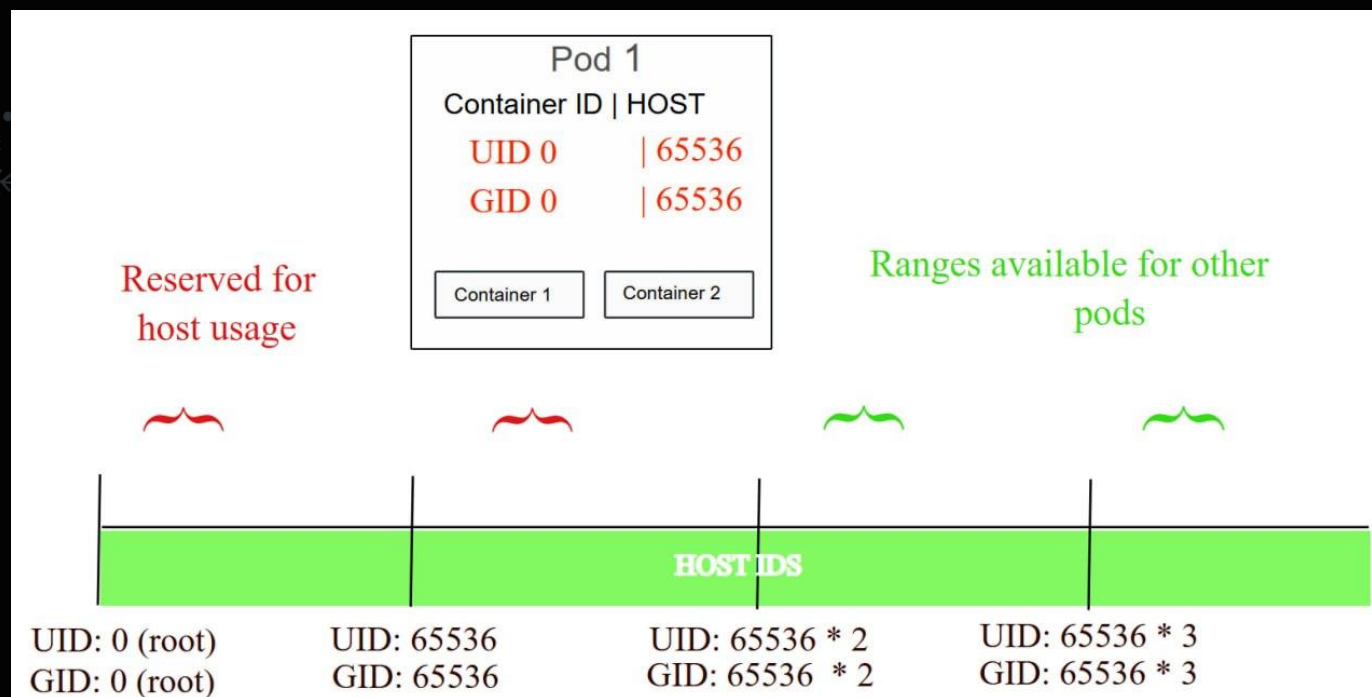 Pod 1
Container ID | HOST
UID 0 | 65536
GID 0 | 65536
Container 1
Container 2
Reserved for
host usage
Ranges available for other
pods
HOST IDS
UID: 0 (root)
GID: 0 (root)
UID: 65536
GID: 65536
UID: 65536 * 2
GID: 65536 * 2
UID: 65536 * 3
GID: 65536 * 3